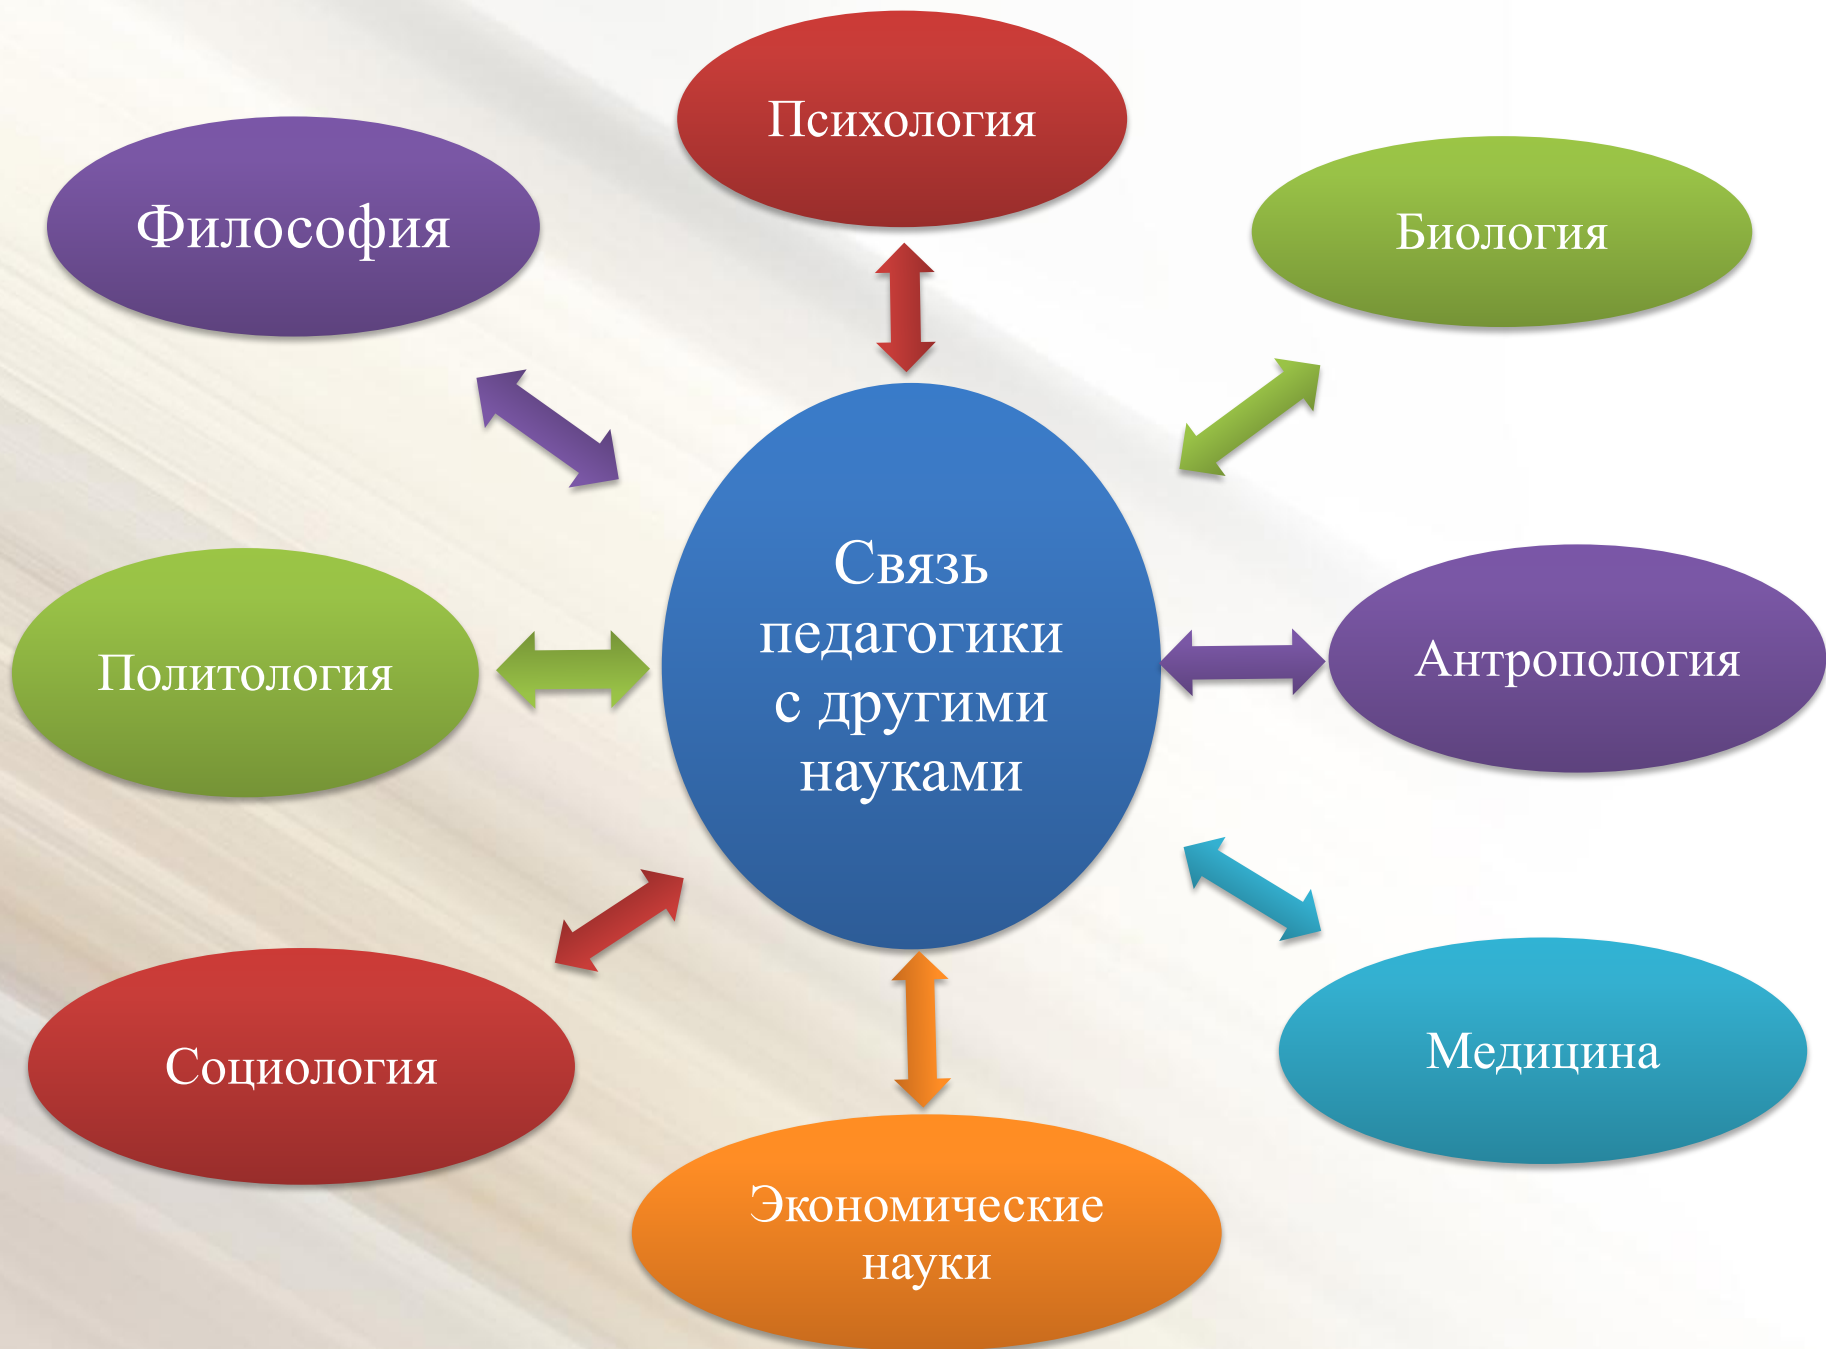 Психология
Философия
Биология
Связь
педагогики
с другими
науками
Политология
Антропология
Социология
Медицина
Экономические
науки